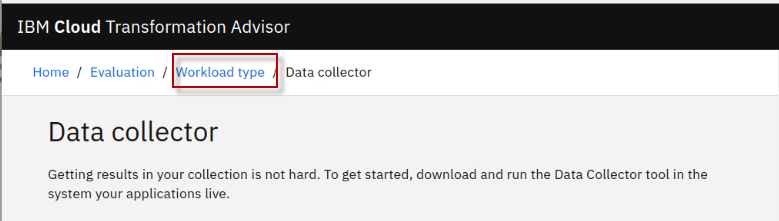 IBM Cloud Transformation Advisor
Home / Evaluation / Workload type / Data collector
Data collector
Getting results in your collection is not hard. To get started, download and run the Data Collector tool in the
system your applications live.